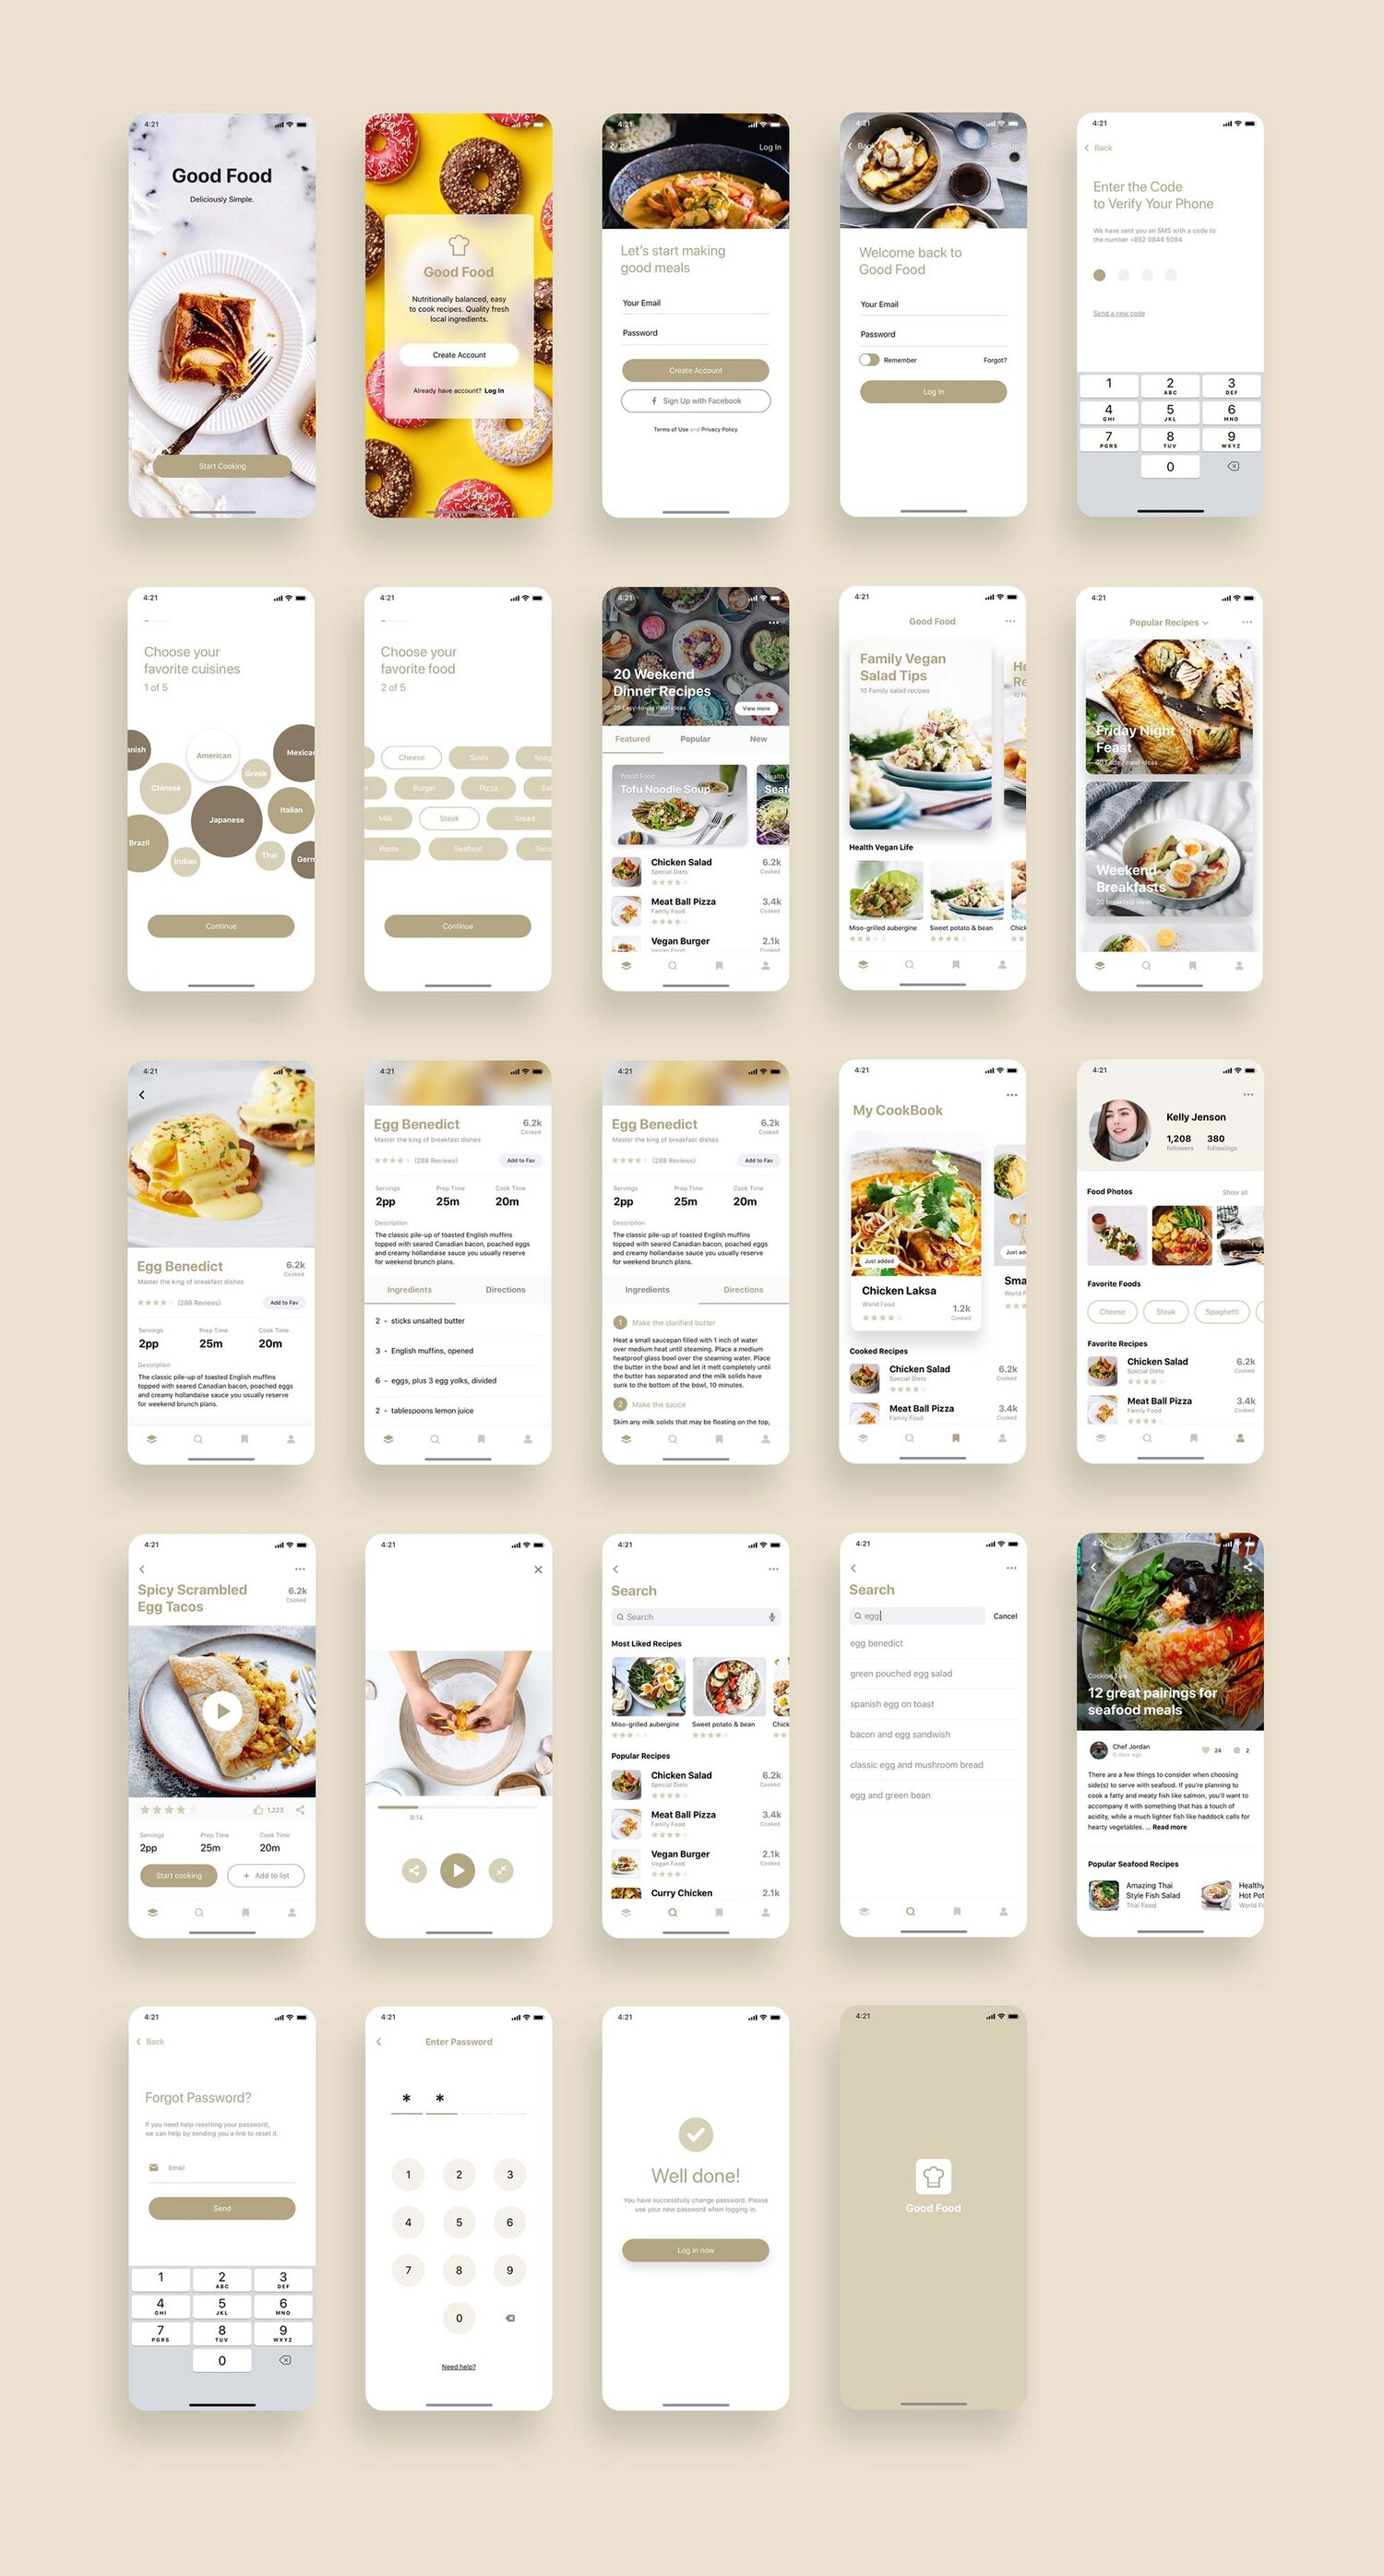 4:21
Good Food
Deliciously Simple.
Start Cooking
Good Food
Nutritionally balanced, easy
to cook recipes. Quality fresh
local ingredients.
Create Account
Already have account? Log In
4:21
Log In
Let's start making
good meals
Your Email
Password
Create Account
Sign Up with Facebook
Terms of Use and Privacy Policy
4:21
Back
Sign Up
Welcome back to
Good Food
Your Email
Password
Remember
Forgot?
Log In
4:21
Back
Enter the Code
to Verify Your Phone
We have sent you an SMS with a code to
the number +852 9844 5094
Send a new code
1
2
ABC
3
DEF
4
GHI
5
JKL
6
MNO
7
PQRS
8
TUV
9
WXYZ
0
4:21
Choose your
favorite cuisines
1 of 5
anish
American
Mexica
Greek
Chinese
Italian
Japanese
Brazil
Indian
Thai
Germ
Continue
4:21
Choose your
favorite food
2 of 5
Cheese
Sushi
Spag
Burger
Pizza
Sal
Milk
Steak
Bread
Pasta
Seafood
Taco
Continue
4:21
20 Weekend
Dinner Recipes
20 Easy-to-do meal ideas
View more
Featured
Popular
New
World Food
Tofu Noodle Soup
Health
Seaf
Chicken Salad
6.2k
Special Diets
Cooked
Meat Ball Pizza
3.4k
Family Food
Cooked
Vegan Burger
2.1k
Vegan Food
Cooked
4:21
Good Food
Family Vegan
Salad Tips
10 Family salad recipes
He
Re
Health Vegan Life
Miso-grilled aubergine
Sweet potato & bean
Chick
4:21
Popular Recipes
Friday Night
Feast
Weekend
Breakfasts
20 breakfast ideas
4:21
Egg Benedict
6.2k
Master the king of breakfast dishes
Cooked
(288 Reviews)
Add to Fav
Servings
Prep Time
Cook Time
2pp
25m
20m
Description
The classic pile-up of toasted English muffins
topped with seared Canadian bacon, poached eggs
and creamy hollandaise sauce you usually reserve
for weekend brunch plans.
4:21
Egg Benedict
6.2k
Master the king of breakfast dishes
Cooked
(288 Reviews)
Add to Fav
Servings
Prep Time
Cook Time
2pp
25m
20m
Description
The classic pile-up of toasted English muffins
topped with seared Canadian bacon, poached eggs
and creamy hollandaise sauce you usually reserve
for weekend brunch plans.
Ingredients
Directions
2 - sticks unsalted butter
3 - English muffins, opened
6 - eggs, plus 3 egg yolks, divided
2 - tablespoons lemon juice
4:21
Egg Benedict
6.2k
Master the king of breakfast dishes
Cooked
(288 Reviews)
Add to Fav
Servings
Prep Time
Cook Time
2pp
25m
20m
Description
The classic pile-up of toasted English muffins
topped with seared Canadian bacon, poached eggs
and creamy hollandaise sauce you usually reserve
for weekend brunch plans.
Ingredients
Directions
1 Make the clarified butter
Heat a small saucepan filled with 1 inch of water
over medium heat until steaming. Place a medium
heatproof glass bowl over the steaming water. Place
the butter in the bowl and let it melt completely until
the butter has separated and the milk solids have
sunk to the bottom of the bowl, 10 minutes.
2 Make the sauce
Skim any milk solids that may be floating on the top,
4:21
My CookBook
Just added
Just ad
Chicken Laksa
World Food
1.2k
Cooked
Sma
World F
Cooked Recipes
Chicken Salad
6.2k
Special Diets
Cooked
Meat Ball Pizza
3.4k
Family Food
Cooked
4:21
Kelly Jenson
1,208
380
followers
followings
Food Photos
Show all
Favorite Foods
Cheese
Steak
Spaghetti
Favorite Recipes
Chicken Salad
6.2k
Special Diets
Cooked
Meat Ball Pizza
3.4k
Family Food
Cooked
4:21
Spicy Scrambled
Egg Tacos
6.2k
Cooked
1,223
Servings
Prep Time
Cook Time
2pp
25m
20m
Start cooking
+ Add to list
4:21
9:14
4:21
Search
Search
Most Liked Recipes
Miso-grilled aubergine
Sweet potato & bean
Chick
Popular Recipes
Chicken Salad
6.2k
Special Diets
Cooked
Meat Ball Pizza
3.4k
Family Food
Cooked
Vegan Burger
2.1k
Vegan Food
Cooked
Curry Chicken
2.1k
4:21
Search
egg
Cancel
egg benedict
green pouched egg salad
spanish egg on toast
bacon and egg sandwish
classic egg and mushroom bread
egg and green bean
4:21
Cooking Tips
12 great pairings for
seafood meals
Chef Jordan
6 days ago
24
2
There are a few things to consider when choosing
side(s) to serve with seafood. If you're planning to
cook a fatty and meaty fish like salmon, you'll want to
accompany it with something that has a touch of
acidity, while a much lighter fish like haddock calls for
hearty vegetables. ... Read more
Popular Seafood Recipes
Amazing Thai
Style Fish Salad
Thai Food
Healthy
Hot Pot
World Fo
4:21
Back
Forgot Password?
If you need help resetting your password,
we can help by sending you a link to reset it.
Email
Send
1
2
ABC
3
DEF
4
GHI
5
JKL
6
MNO
7
PQRS
8
TUV
9
WXYZ
0
4:21
Enter Password
* *
1
2
3
4
5
6
7
8
9
0
Need help?
4:21
Well done!
You have successfully change password. Please
use your new password when logging in.
Log in now
4:21
Good Food